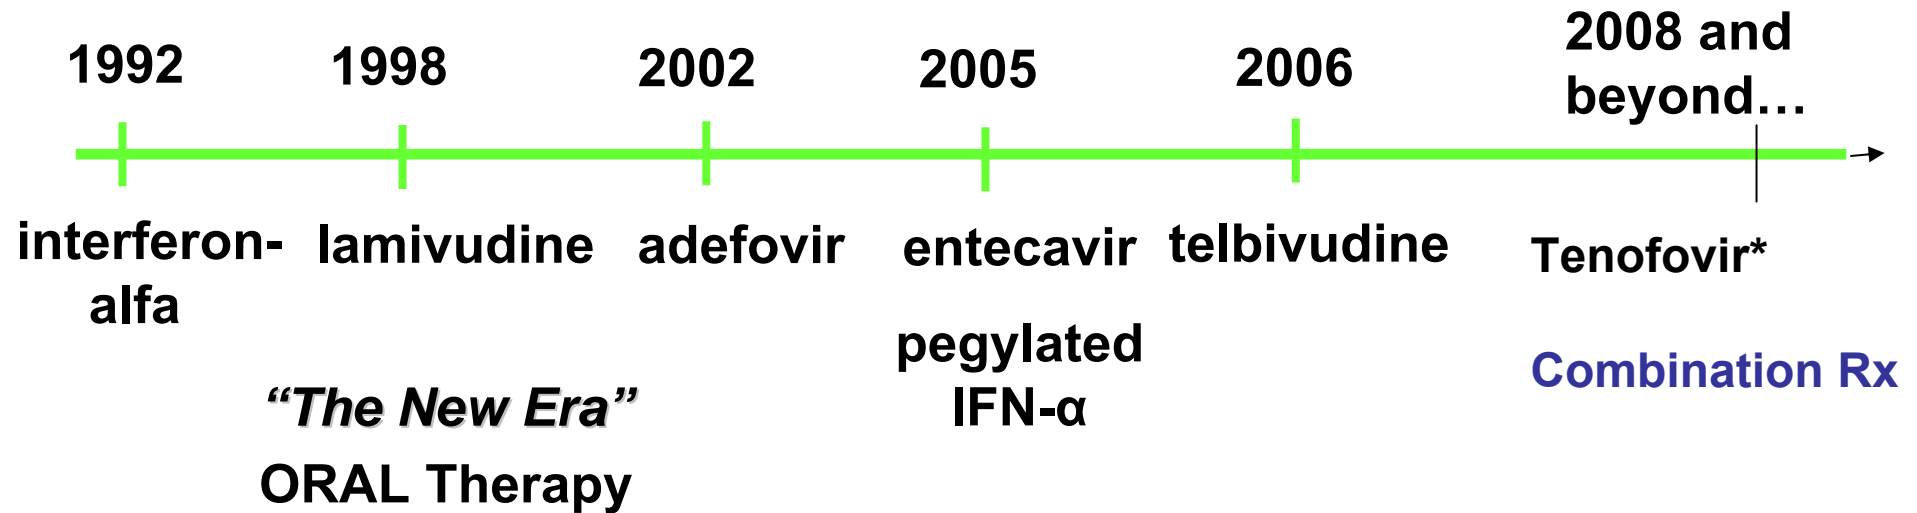 1992
1998
2002
2005
2006
2008 and
beyond…
interferon-
alfa
lamivudine
adefovir
entecavir
telbivudine
Tenofovir*
pegylated
IFN-α
Combination Rx
“The New Era”
ORAL Therapy